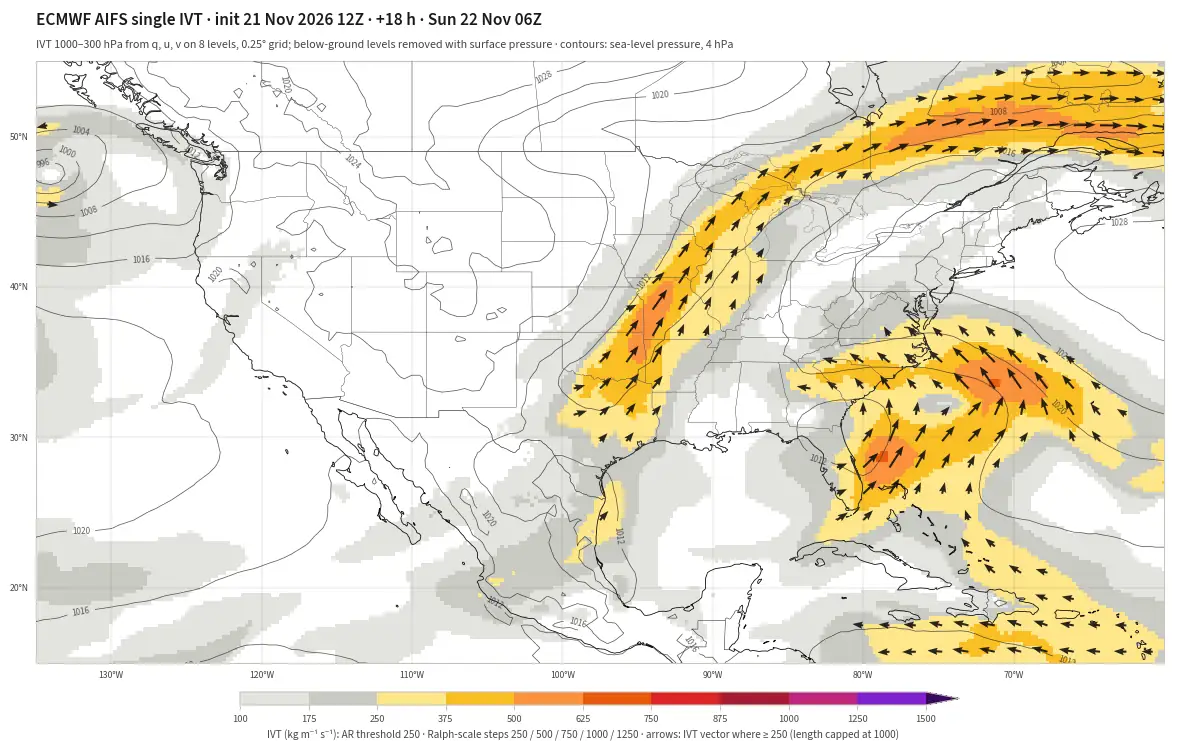 ECMWF AIFS single IVT · init 21 Nov 2026 12Z · +18 h · Sun 22 Nov 06Z
IVT 1000–300 hPa from q, u, v on 8 levels, 0.25° grid; below-ground levels removed with surface pressure · contours: sea-level pressure, 4 hPa
1028
1020
1020
1008
50°N
1004
1000
1024
1008
1028
1016
1020
1012
40°N
1020
30°N
1012
1020
1020
1012
20°N
1016
1012
1016
1016
1012
130°W 120°W 110°W 100°W 90°W 80°W 70°W
100 175 250 375 500 625 750 875 1000 1250 1500
IVT (kg m⁻¹ s⁻¹): AR threshold 250 · Ralph-scale steps 250 / 500 / 750 / 1000 / 1250 · arrows: IVT vector where ≥ 250 (length capped at 1000)